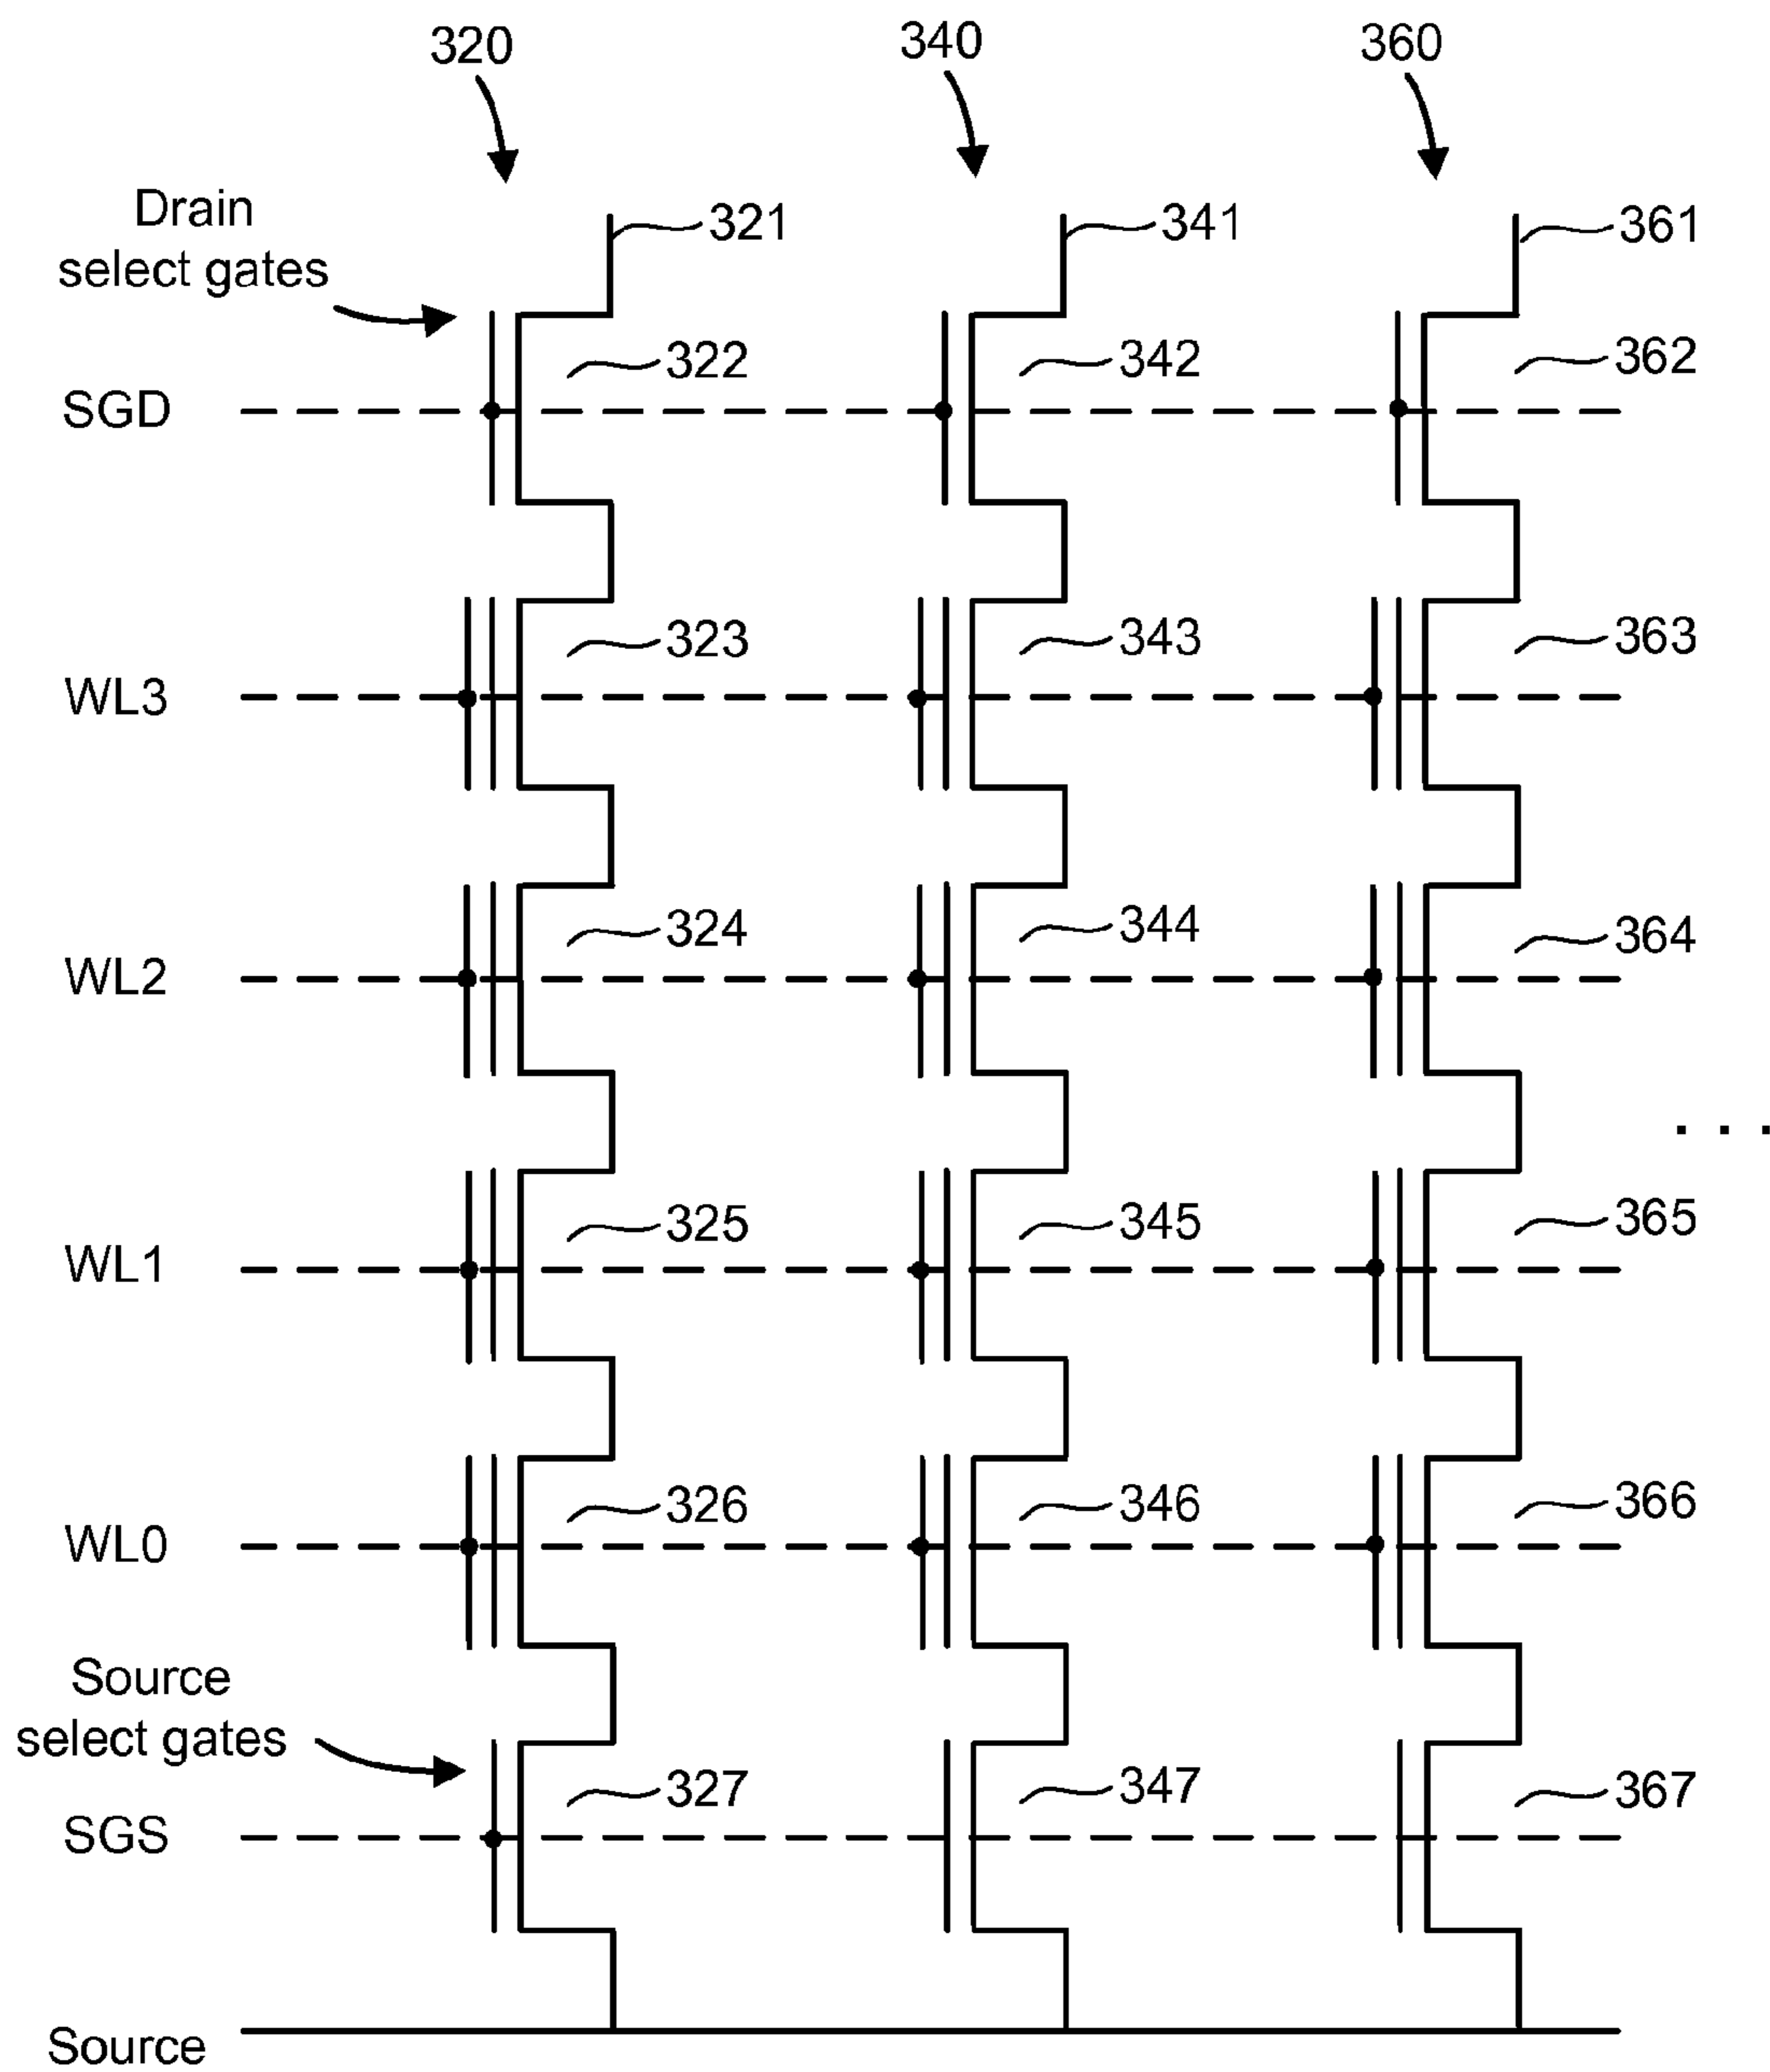 320 340 360
Drain
select gates
321 341 361
322 342 362
SGD
323 343 363
WL3
324 344 364
WL2
. . .
325 345 365
WL1
326 346 366
WL0
Source
select gates
327 347 367
SGS
Source